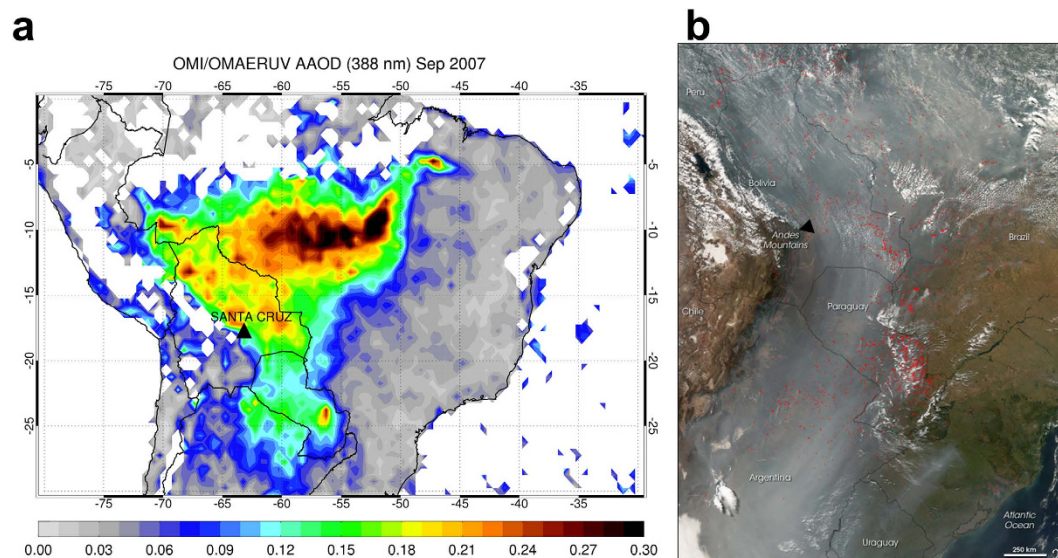 a
OMI/OMAERUV AAOD (388 nm) Sep 2007
-75 -70 -65 -60 -55 -50 -45 -40 -35
-5 -5
-10 -10
-15 -15
SANTA CRUZ
-20 -20
-25 -25
-75 -70 -65 -60 -55 -50 -45 -40 -35
0.00 0.03 0.06 0.09 0.12 0.15 0.18 0.21 0.24 0.27 0.30
b
Peru
Bolivia
Andes
Mountains
Brazil
Paraguay
Chile
Argentina
Atlantic
Ocean
Uraguay
250 km